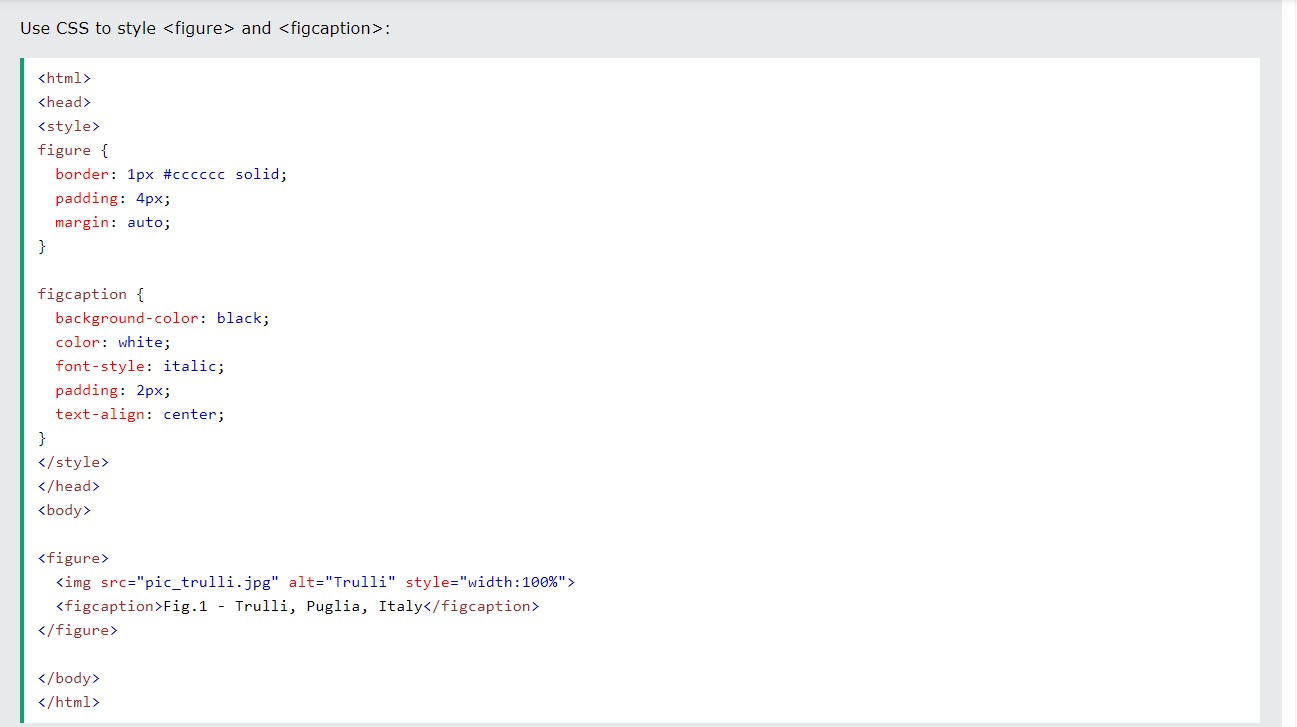 Use CSS to style <figure> and <figcaption>:
<html>
<head>
<style>
figure {
  border: 1px #cccccc solid;
  padding: 4px;
  margin: auto;
}

figcaption {
  background-color: black;
  color: white;
  font-style: italic;
  padding: 2px;
  text-align: center;
}
</style>
</head>
<body>

<figure>
  <img src="pic_trulli.jpg" alt="Trulli" style="width:100%">
  <figcaption>Fig.1 - Trulli, Puglia, Italy</figcaption>
</figure>

</body>
</html>